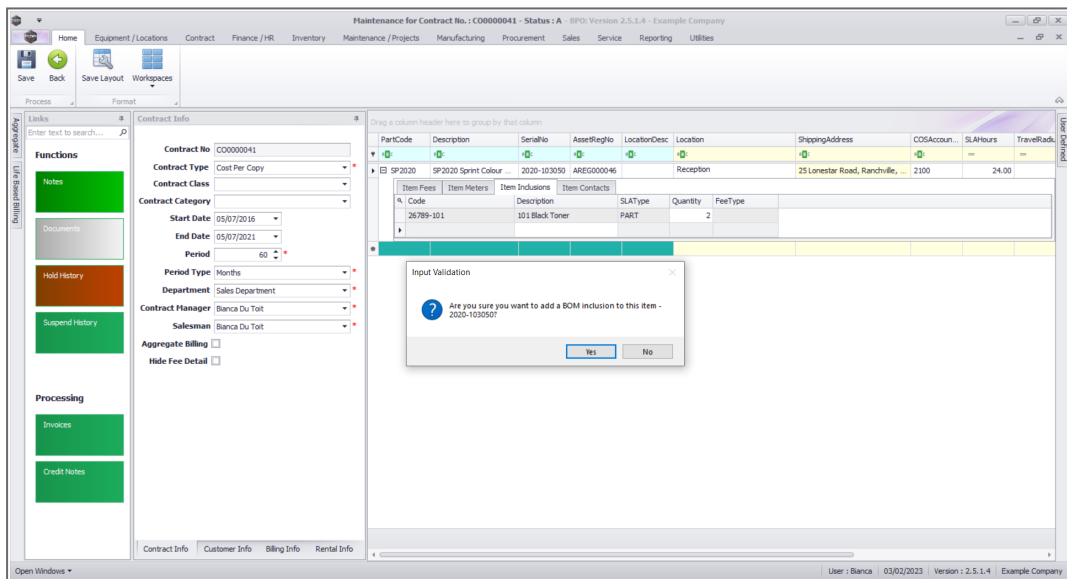 Maintenance for Contract No. : CO0000041 - Status : A - BPO: Version 2.5.1.4 - Example Company
Home Equipment / Locations Contract Finance / HR Inventory Maintenance / Projects Manufacturing Procurement Sales Service Reporting Utilities
Save Back Save Layout Workspaces
Process Format
Aggregate
Life Based Billing
Links
Enter text to search...
Functions
Notes
Documents
Hold History
Suspend History
Processing
Invoices
Credit Notes
Contract Info
Contract No CO0000041
Contract Type Cost Per Copy *
Contract Class
Contract Category
Start Date 05/07/2016
End Date 05/07/2021
Period 60 *
Period Type Months *
Department Sales Department *
Contract Manager Bianca Du Toit *
Salesman Bianca Du Toit *
Aggregate Billing
Hide Fee Detail
Contract Info Customer Info Billing Info Rental Info
Drag a column header here to group by that column
PartCode Description SerialNo AssetRegNo LocationDesc Location ShippingAddress COSAccoun... SLAHours TravelRadiu
SP2020 SP2020 Sprint Colour ... 2020-103050 AREG000046 Reception 25 Lonestar Road, Ranchville, ... 2100 24.00
Item Fees Item Meters Item Inclusions Item Contacts
Code Description SLAType Quantity FeeType
26789-101 101 Black Toner PART 2
User Defined
Input Validation
Are you sure you want to add a BOM inclusion to this item -
2020-103050?
Yes No
Open Windows
User : Bianca 03/02/2023 Version : 2.5.1.4 Example Company